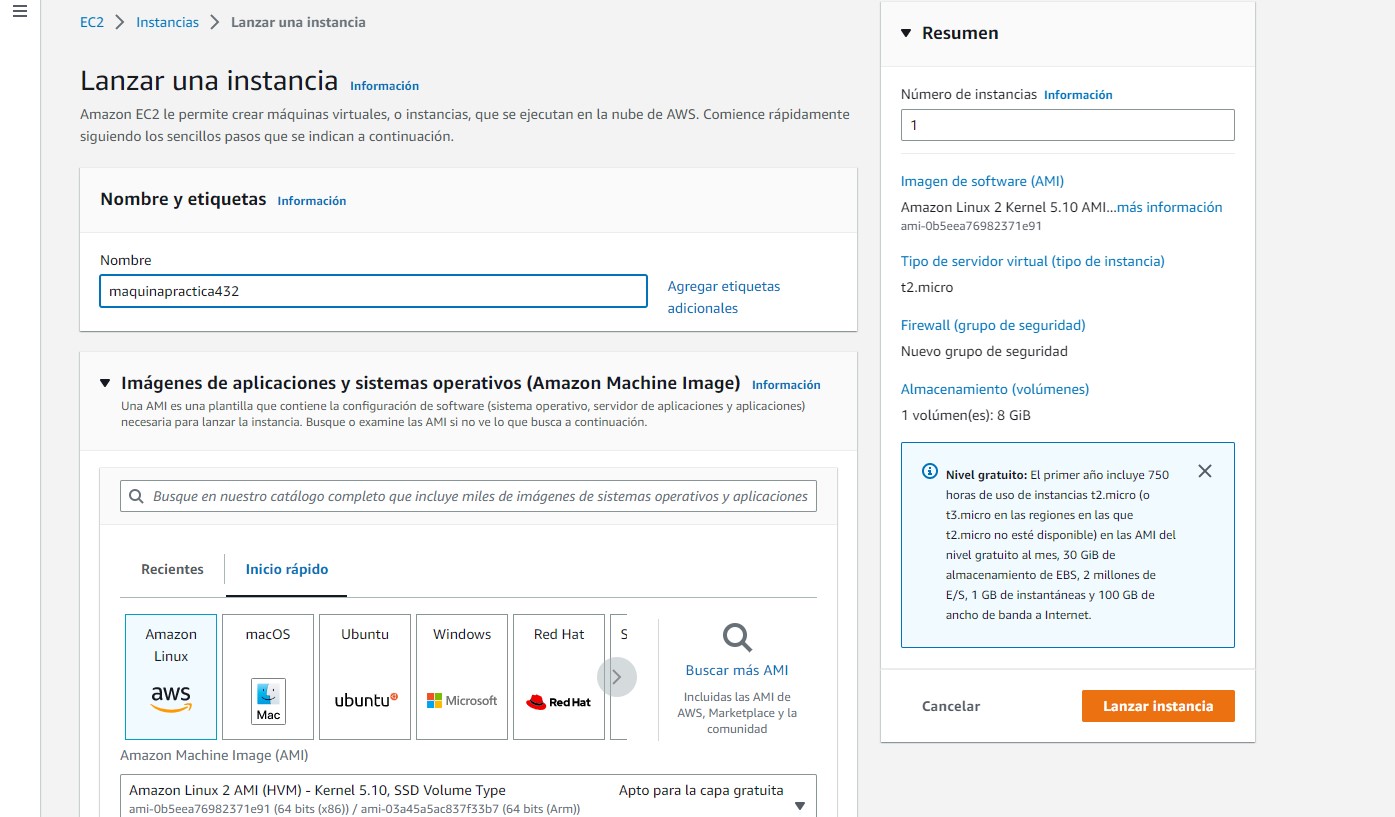 EC2 > Instancias > Lanzar una instancia
Lanzar una instancia Información
Amazon EC2 le permite crear máquinas virtuales, o instancias, que se ejecutan en la nube de AWS. Comience rápidamente
siguiendo los sencillos pasos que se indican a continuación.
Nombre y etiquetas Información
Nombre
maquinapractica432
Agregar etiquetas
adicionales
Imágenes de aplicaciones y sistemas operativos (Amazon Machine Image) Información
Una AMI es una plantilla que contiene la configuración de software (sistema operativo, servidor de aplicaciones y aplicaciones)
necesaria para lanzar la instancia. Busque o examine las AMI si no ve lo que busca a continuación.
Busque en nuestro catálogo completo que incluye miles de imágenes de sistemas operativos y aplicaciones
Recientes
Inicio rápido
Amazon
Linux
aws
macOS
Mac
Ubuntu
ubuntu
Windows
Microsoft
Red Hat
Red Hat
S
Buscar más AMI
Incluidas las AMI de
AWS, Marketplace y la
comunidad
Amazon Machine Image (AMI)
Amazon Linux 2 AMI (HVM) - Kernel 5.10, SSD Volume Type
Apto para la capa gratuita
ami-0b5eea76982371e91 (64 bits (x86)) / ami-03a45a5ac837f33b7 (64 bits (Arm))
Resumen
Número de instancias Información
1
Imagen de software (AMI)
Amazon Linux 2 Kernel 5.10 AMI...más información
ami-0b5eea76982371e91
Tipo de servidor virtual (tipo de instancia)
t2.micro
Firewall (grupo de seguridad)
Nuevo grupo de seguridad
Almacenamiento (volúmenes)
1 volúmen(es): 8 GiB
Nivel gratuito: El primer año incluye 750
horas de uso de instancias t2.micro (o
t3.micro en las regiones en las que
t2.micro no esté disponible) en las AMI del
nivel gratuito al mes, 30 GiB de
almacenamiento de EBS, 2 millones de
E/S, 1 GB de instantáneas y 100 GB de
ancho de banda a Internet.
Cancelar
Lanzar instancia